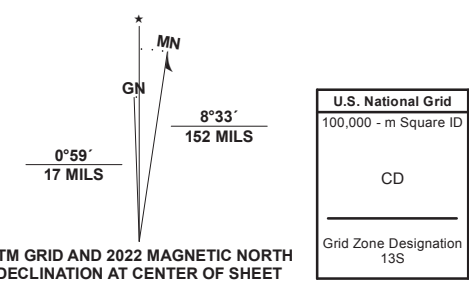 MN
GN
8°33´
152 MILS
0°59´
17 MILS
TM GRID AND 2022 MAGNETIC NORTH
DECLINATION AT CENTER OF SHEET
U.S. National Grid
100,000 - m Square ID
CD
Grid Zone Designation
13S